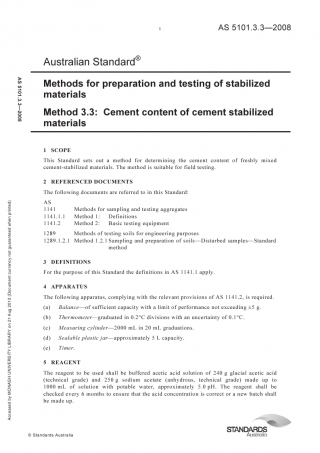 1
AS 5101.3.3—2008
Australian Standard®
Methods for preparation and testing of stabilized
materials
Method 3.3: Cement content of cement stabilized
materials
1 SCOPE
This Standard sets out a method for determining the cement content of freshly mixed
cement-stabilized materials. The method is suitable for field testing.
2 REFERENCED DOCUMENTS
The following documents are referred to in this Standard:
AS
1141 Methods for sampling and testing aggregates
1141.1.1 Method 1: Definitions
1141.2 Method 2: Basic testing equipment
1289 Methods of testing soils for engineering purposes
1289.1.2.1 Method 1.2.1 Sampling and preparation of soils—Disturbed samples—Standard
method
3 DEFINITIONS
For the purpose of this Standard the definitions in AS 1141.1 apply.
4 APPARATUS
The following apparatus, complying with the relevant provisions of AS 1141.2, is required.
(a) Balance—of sufficient capacity with a limit of performance not exceeding ±5 g.
(b) Thermometer—graduated in 0.2°C divisions with an uncertainty of 0.1°C.
(c) Measuring cylinder—2000 mL in 20 mL graduations.
(d) Sealable plastic jar—approximately 5 L capacity.
(e) Timer.
5 REAGENT
The reagent to be used shall be buffered acetic acid solution of 240 g glacial acetic acid
(technical grade) and 250 g sodium acetate (anhydrous, technical grade) made up to
1000 mL of solution with potable water, approximately 5.0 pH. The reagent shall be
checked every 6 months to ensure that the acid concentration is correct or a new batch shall
be made up.
AS 5101.3.3—2008
Accessed by MONASH UNIVERSITY LIBRARY on 21 Aug 2012 (Document currency not guaranteed when printed)
© Standards Australia
STANDARDS
Australia